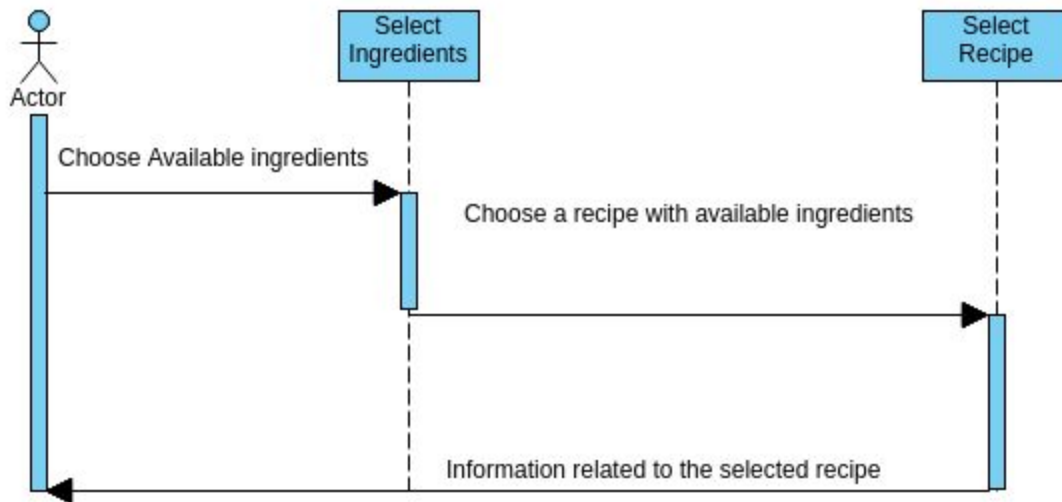 Select
Ingredients
Select
Recipe
Actor
Choose Available ingredients
Choose a recipe with available ingredients
Information related to the selected recipe